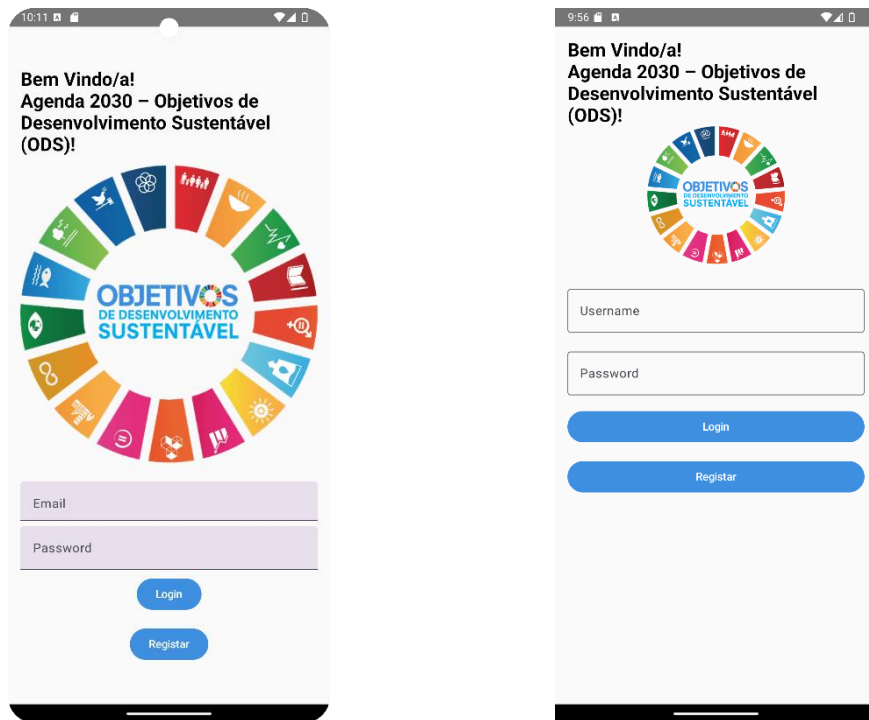 10:11
Bem Vindo/a!
Agenda 2030 – Objetivos de
Desenvolvimento Sustentável
(ODS)!
OBJETIVOS
DE DESENVOLVIMENTO
SUSTENTÁVEL
Email
Password
Login
Registar
9:56
Bem Vindo/a!
Agenda 2030 – Objetivos de
Desenvolvimento Sustentável
(ODS)!
OBJETIVOS
DE DESENVOLVIMENTO
SUSTENTÁVEL
Username
Password
Login
Registar